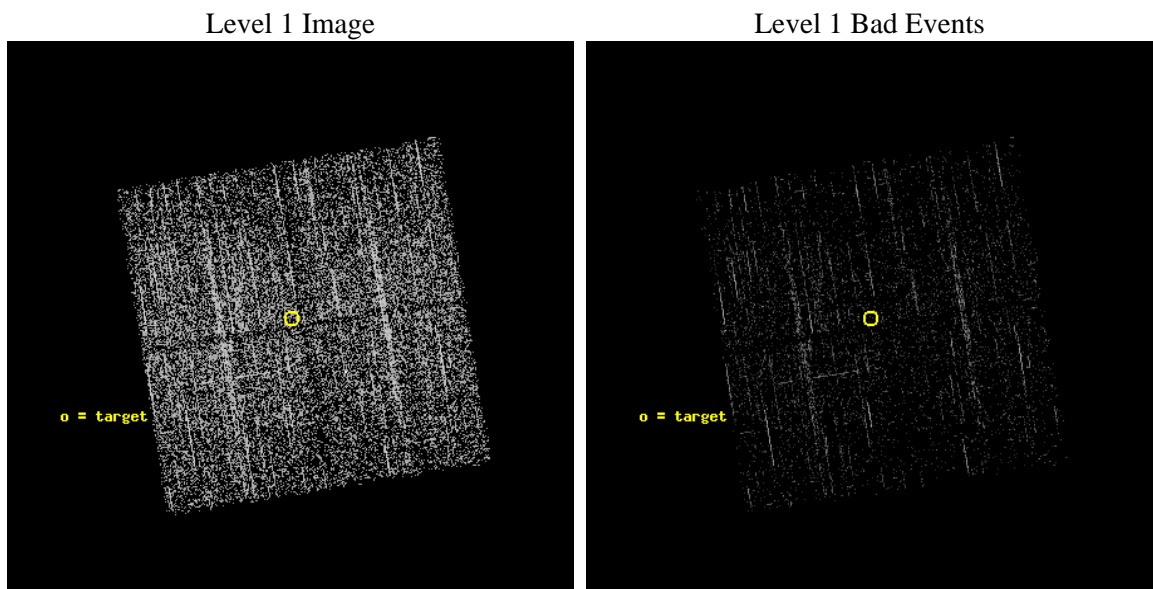 Level 1 Image
Level 1 Bad Events
o = target
o = target